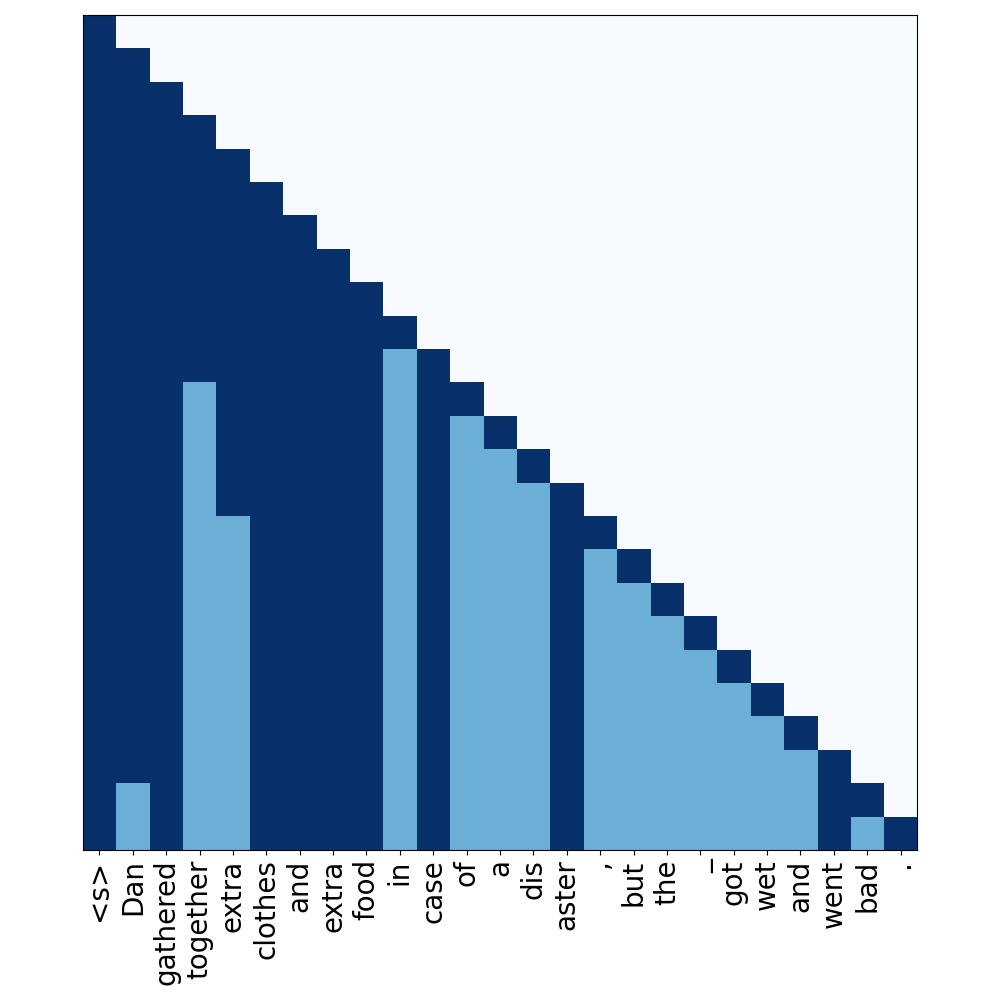 <s>
Dan
gathered
together
extra
clothes
and
extra
food
in
case
of
a
dis
aster
,
but
the
_
got
wet
and
went
bad
.